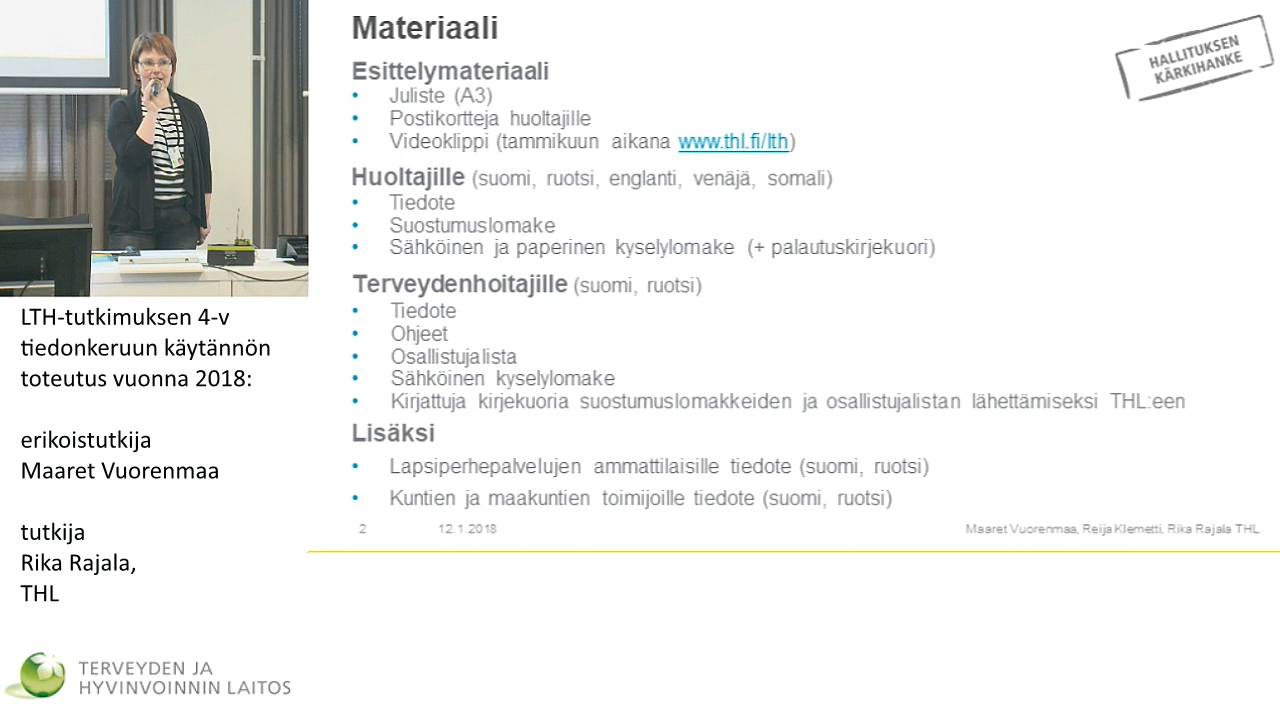 Materiaali
HALLITUKSEN
KÄRKIHANKE
Esittelymateriaali
• Juliste (A3)
• Postikortteja huoltajille
• Videoklippi (tammikuun aikana www.thl.fi/lth)
Huoltajille (suomi, ruotsi, englanti, venäjä, somali)
• Tiedote
• Suostumuslomake
• Sähköinen ja paperinen kyselylomake (+ palautuskirjekuori)
Terveydenhoitajille (suomi, ruotsi)
• Tiedote
• Ohjeet
• Osallistujalista
• Sähköinen kyselylomake
• Kirjattuja kirjekuoria suostumuslomakkeiden ja osallistujalistan lähettämiseksi THL:een
Lisäksi
• Lapsiperhepalvelujen ammattilaisille tiedote (suomi, ruotsi)
• Kuntien ja maakuntien toimijoille tiedote (suomi, ruotsi)
2 12.1.2018 Maaret Vuorenmaa, Reija Klemetti, Rika Rajala THL
LTH-tutkimuksen 4-v
tiedonkeruun käytännön
toteutus vuonna 2018:
erikoistutkija
Maaret Vuorenmaa
tutkija
Rika Rajala,
THL
TERVEYDEN JA
HYVINVOINNIN LAITOS